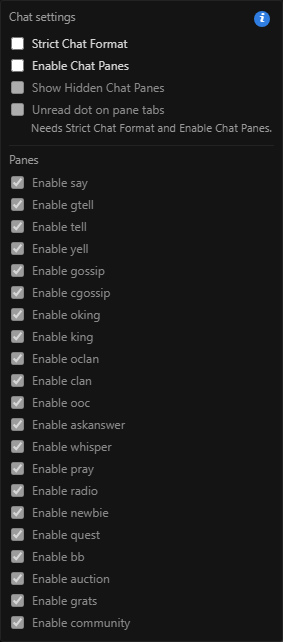 Chat settings
i
Strict Chat Format
Enable Chat Panes
Show Hidden Chat Panes
Unread dot on pane tabs
Needs Strict Chat Format and Enable Chat Panes.
Panes
Enable say
Enable gtell
Enable tell
Enable yell
Enable gossip
Enable cgossip
Enable oking
Enable king
Enable oclan
Enable clan
Enable ooc
Enable askanswer
Enable whisper
Enable pray
Enable radio
Enable newbie
Enable quest
Enable bb
Enable auction
Enable grats
Enable community